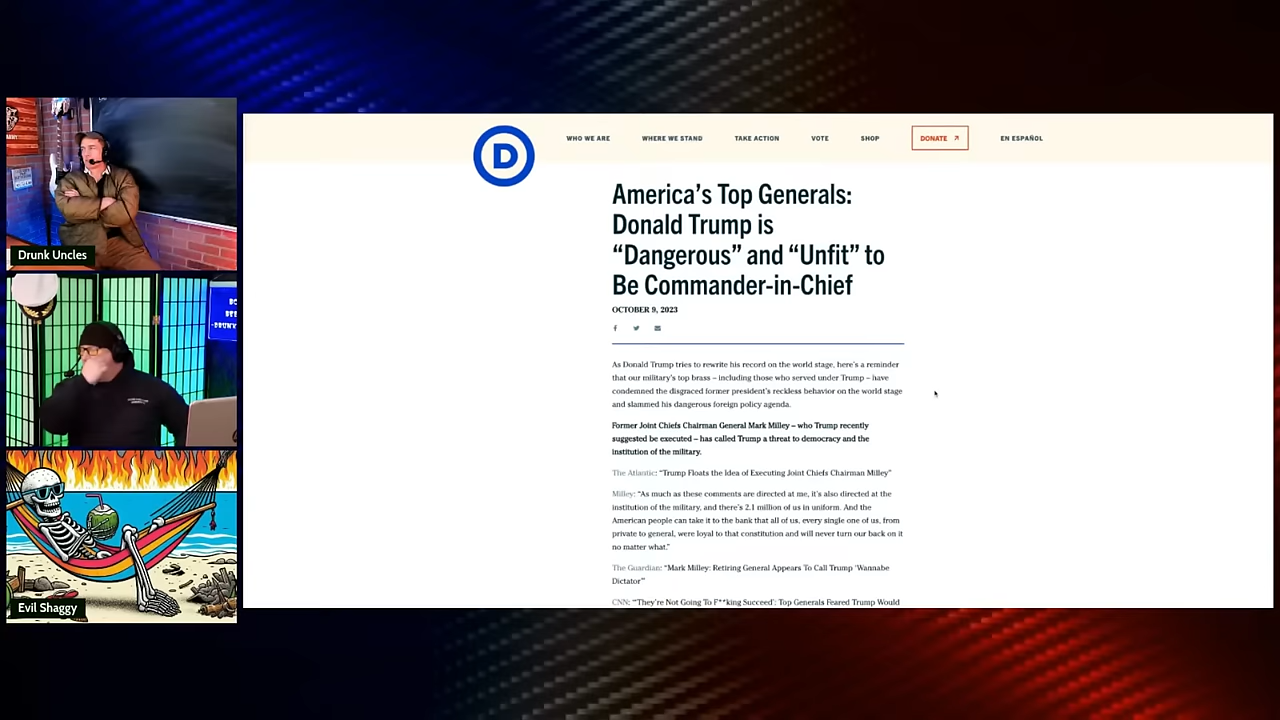 Drunk Uncles
Evil Shaggy
D
WHO WE ARE
WHERE WE STAND
TAKE ACTION
VOTE
SHOP
DONATE
EN ESPAÑOL
America's Top Generals:
Donald Trump is
“Dangerous” and “Unfit” to
Be Commander-in-Chief
OCTOBER 9, 2023
As Donald Trump tries to rewrite his record on the world stage, here's a reminder
that our military's top brass – including those who served under Trump – have
condemned the disgraced former president's reckless behavior on the world stage
and slammed his dangerous foreign policy agenda.
Former Joint Chiefs Chairman General Mark Milley – who Trump recently
suggested be executed – has called Trump a threat to democracy and the
institution of the military.
The Atlantic: “Trump Floats the Idea of Executing Joint Chiefs Chairman Milley”
Milley: “As much as these comments are directed at me, it's also directed at the
institution of the military, and there's 2.1 million of us in uniform. And the
American people can take it to the bank that all of us, every single one of us, from
private to general, were loyal to that constitution and will never turn our back on it
no matter what.”
The Guardian: “Mark Milley: Retiring General Appears To Call Trump ‘Wannabe
Dictator’”
CNN: “‘They're Not Going To F**king Succeed’: Top Generals Feared Trump Would